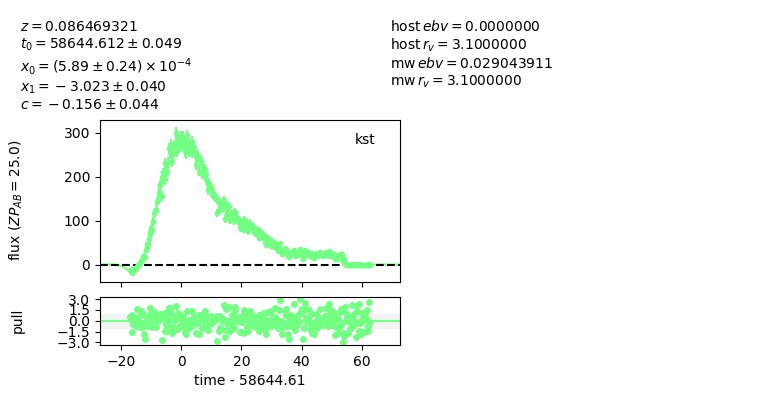 z = 0.086469321
t₀ = 58644.612 ± 0.049
x₀ = (5.89 ± 0.24) × 10⁻⁴
x₁ = −3.023 ± 0.040
c = −0.156 ± 0.044
host ebv = 0.0000000
host r_v = 3.1000000
mw ebv = 0.029043911
mw r_v = 3.1000000
kst
flux (ZP_AB = 25.0)
300
200
100
0
pull
3.0
1.5
0.0
−1.5
−3.0
−20
0
20
40
60
time - 58644.61